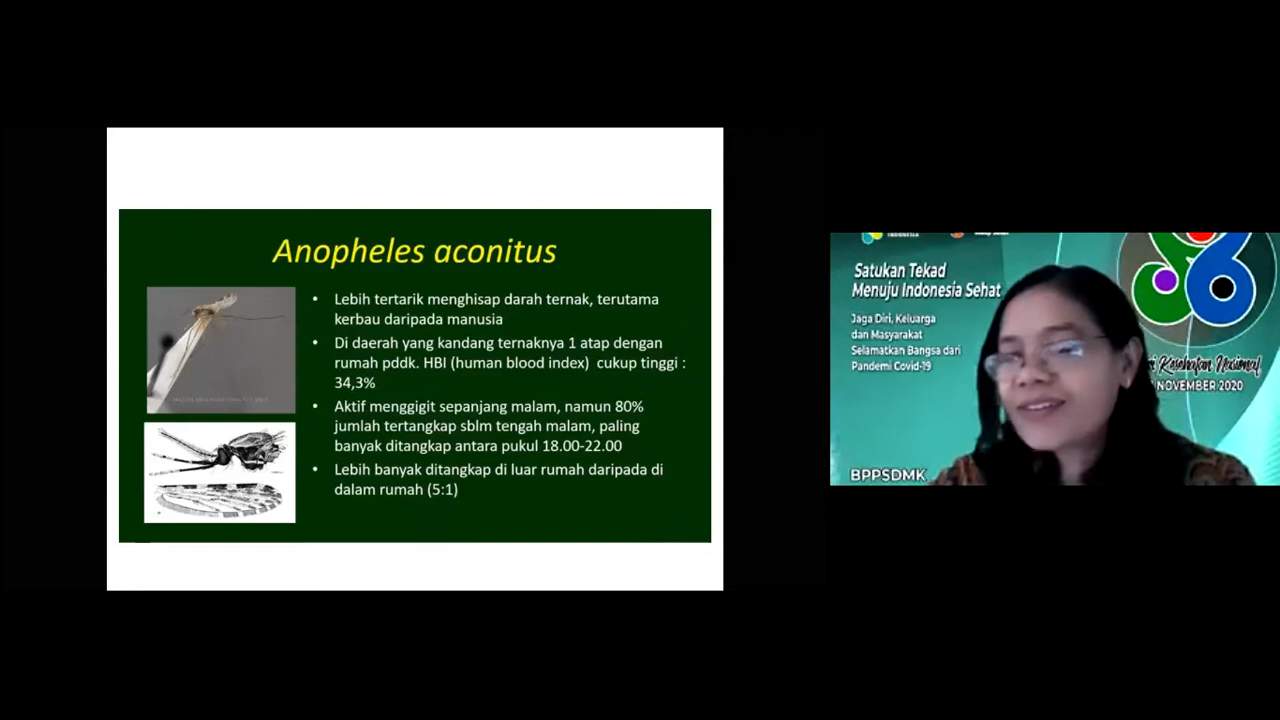 Anopheles aconitus
• Lebih tertarik menghisap darah ternak, terutama
kerbau daripada manusia
• Di daerah yang kandang ternaknya 1 atap dengan
rumah pddk. HBI (human blood index) cukup tinggi :
34,3%
• Aktif menggigit sepanjang malam, namun 80%
jumlah tertangkap sblm tengah malam, paling
banyak ditangkap antara pukul 18.00-22.00
• Lebih banyak ditangkap di luar rumah daripada di
dalam rumah (5:1)
INDONESIA
Satukan Tekad
Menuju Indonesia Sehat
Jaga Diri, Keluarga
dan Masyarakat
Selamatkan Bangsa dari
Pandemi Covid-19
56
Kesehatan Nasional
NOVEMBER 2020
BPPSDMK